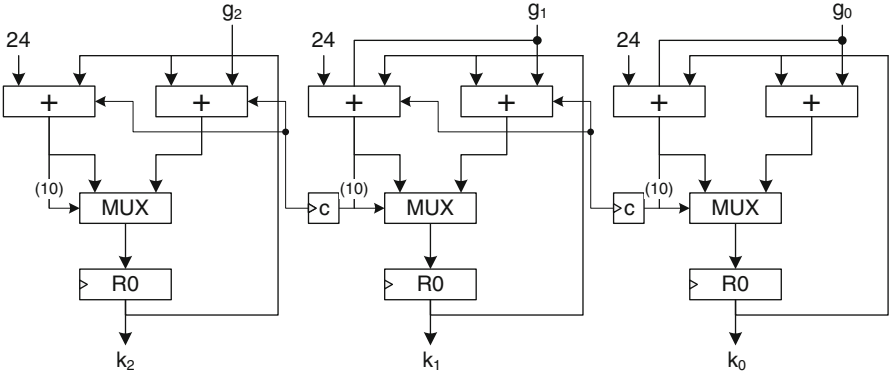 g₂ g₁ g₀
24 24 24
+ + + + + +
(10) (10) (10)
MUX c MUX c MUX
R0 R0 R0
k₂ k₁ k₀